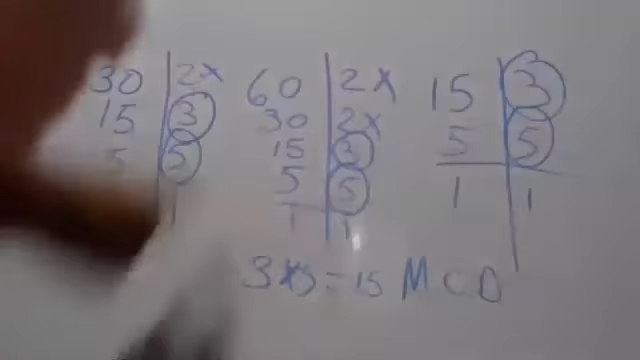 30 | 2x 60 | 2x 15 | 3
15 | 3 30 | 2x 5 | 5
5 | 5 15 | 3 1 | 1
1 5 | 5
1 | 1
3x5=15 MCD